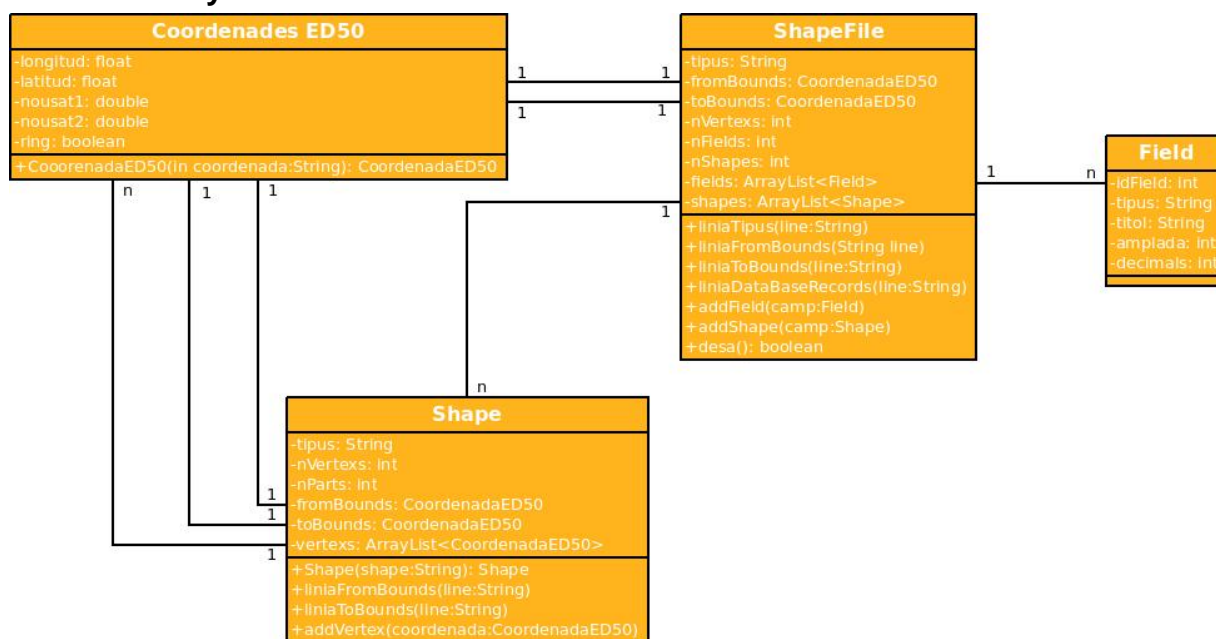 Coordenades ED50
-longitud: float
-latitud: float
-nousat1: double
-nousat2: double
-ring: boolean
+CooorenadaED50(in coordenada:String): CoordenadaED50
1
1
1
1
n
1
1
ShapeFile
-tipus: String
-fromBounds: CoordenadaED50
-toBounds: CoordenadaED50
-nVertexs: int
-nFields: int
-nShapes: int
-fields: ArrayList<Field>
-shapes: ArrayList<Shape>
+liniaTipus(line:String)
+liniaFromBounds(String line)
+liniaToBounds(line:String)
+liniaDataBaseRecords(line:String)
+addField(camp:Field)
+addShape(camp:Shape)
+desa(): boolean
1
n
1
n
Field
-idField: int
-tipus: String
-titol: String
-amplada: int
-decimals: int
Shape
-tipus: String
-nVertexs: int
-nParts: int
-fromBounds: CoordenadaED50
-toBounds: CoordenadaED50
-vertexs: ArrayList<CoordenadaED50>
+Shape(shape:String): Shape
+liniaFromBounds(line:String)
+liniaToBounds(line:String)
+addVertex(coordenada:CoordenadaED50)
1
1
1